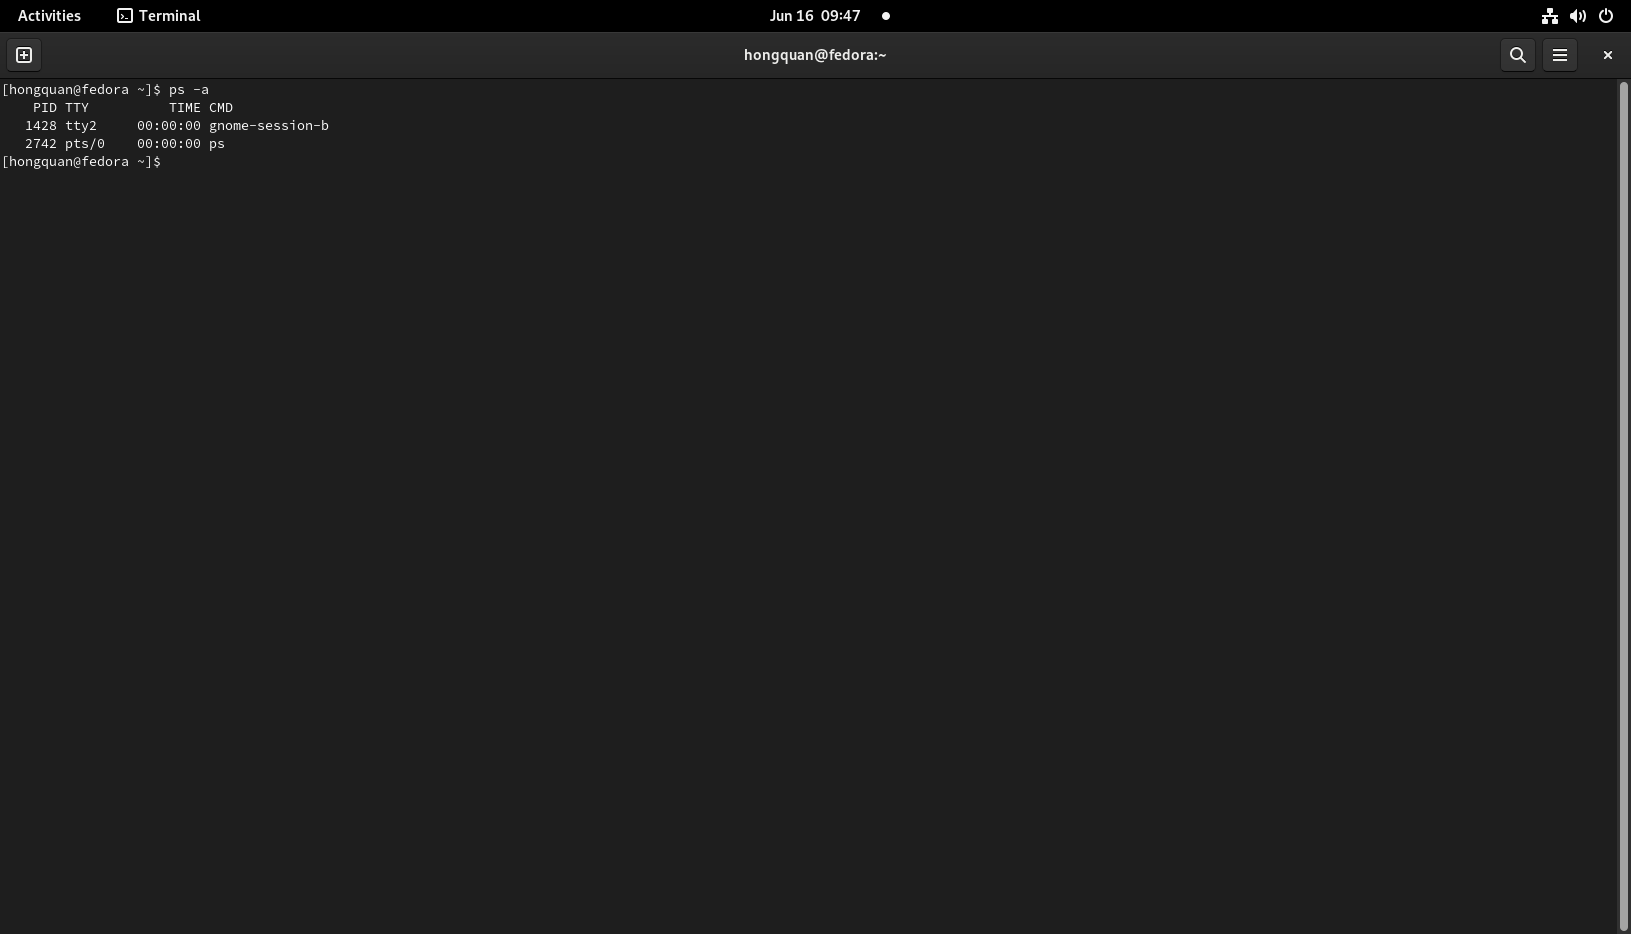 Activities Terminal Jun 16 09:47
hongquan@fedora:~
[hongquan@fedora ~]$ ps -a
    PID TTY          TIME CMD
   1428 tty2     00:00:00 gnome-session-b
   2742 pts/0    00:00:00 ps
[hongquan@fedora ~]$